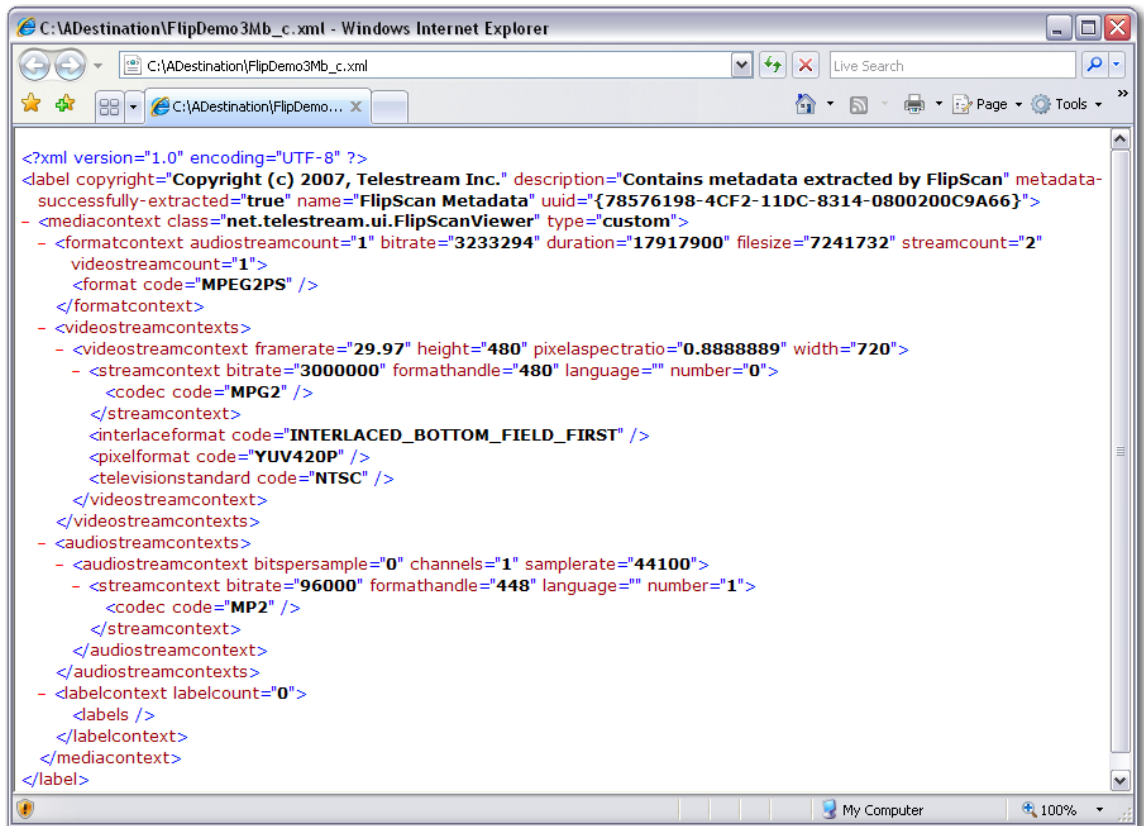 C:\ADestination\FlipDemo3Mb_c.xml - Windows Internet Explorer
C:\ADestination\FlipDemo3Mb_c.xml
Live Search
C:\ADestination\FlipDemo...
Page
Tools
<?xml version="1.0" encoding="UTF-8" ?>
<label copyright="Copyright (c) 2007, Telestream Inc." description="Contains metadata extracted by FlipScan" metadata-
successfully-extracted="true" name="FlipScan Metadata" uuid="{78576198-4CF2-11DC-8314-0800200C9A66}">
- <mediacontext class="net.telestream.ui.FlipScanViewer" type="custom">
- <formatcontext audiostreamcount="1" bitrate="3233294" duration="17917900" filesize="7241732" streamcount="2"
videostreamcount="1">
<format code="MPEG2PS" />
</formatcontext>
- <videostreamcontexts>
- <videostreamcontext framerate="29.97" height="480" pixelaspectratio="0.8888889" width="720">
- <streamcontext bitrate="3000000" formathandle="480" language="" number="0">
<codec code="MPG2" />
</streamcontext>
<interlaceformat code="INTERLACED_BOTTOM_FIELD_FIRST" />
<pixelformat code="YUV420P" />
<televisionstandard code="NTSC" />
</videostreamcontext>
</videostreamcontexts>
- <audiostreamcontexts>
- <audiostreamcontext bitspersample="0" channels="1" samplerate="44100">
- <streamcontext bitrate="96000" formathandle="448" language="" number="1">
<codec code="MP2" />
</streamcontext>
</audiostreamcontext>
</audiostreamcontexts>
- <labelcontext labelcount="0">
<labels />
</labelcontext>
</mediacontext>
</label>
My Computer
100%